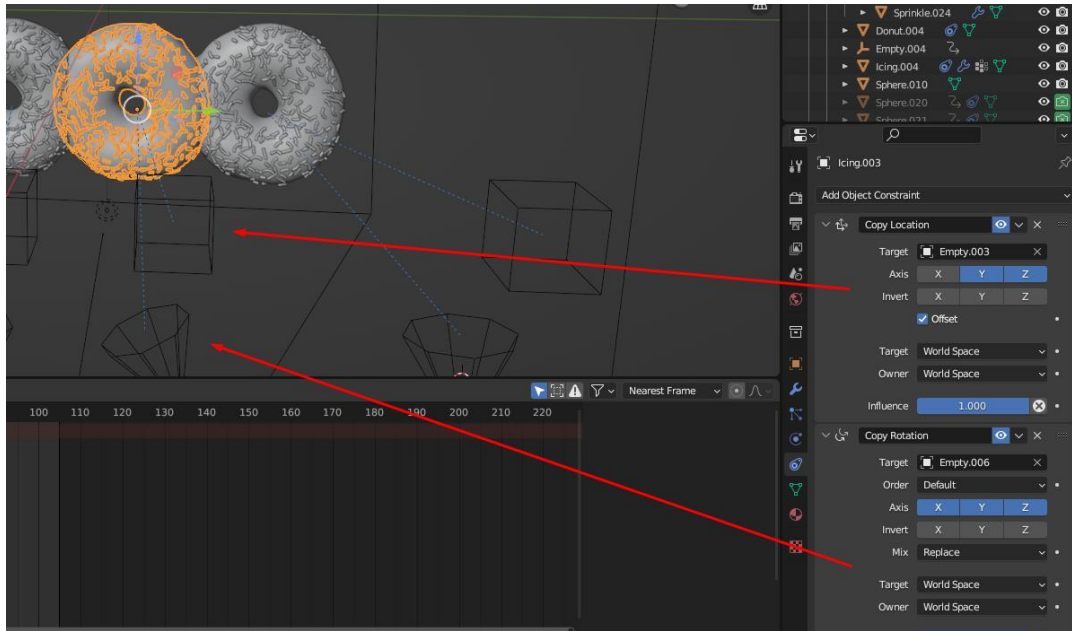 Sprinkle.024
Donut.004
Empty.004
Icing.004
Sphere.010
Sphere.020
Sphere.021
Icing.003
Add Object Constraint
Copy Location
Target Empty.003
Axis X Y Z
Invert X Y Z
Offset
Target World Space
Owner World Space
Influence 1.000
Copy Rotation
Target Empty.006
Order Default
Axis X Y Z
Invert X Y Z
Mix Replace
Target World Space
Owner World Space
Nearest Frame
100 110 120 130 140 150 160 170 180 190 200 210 220